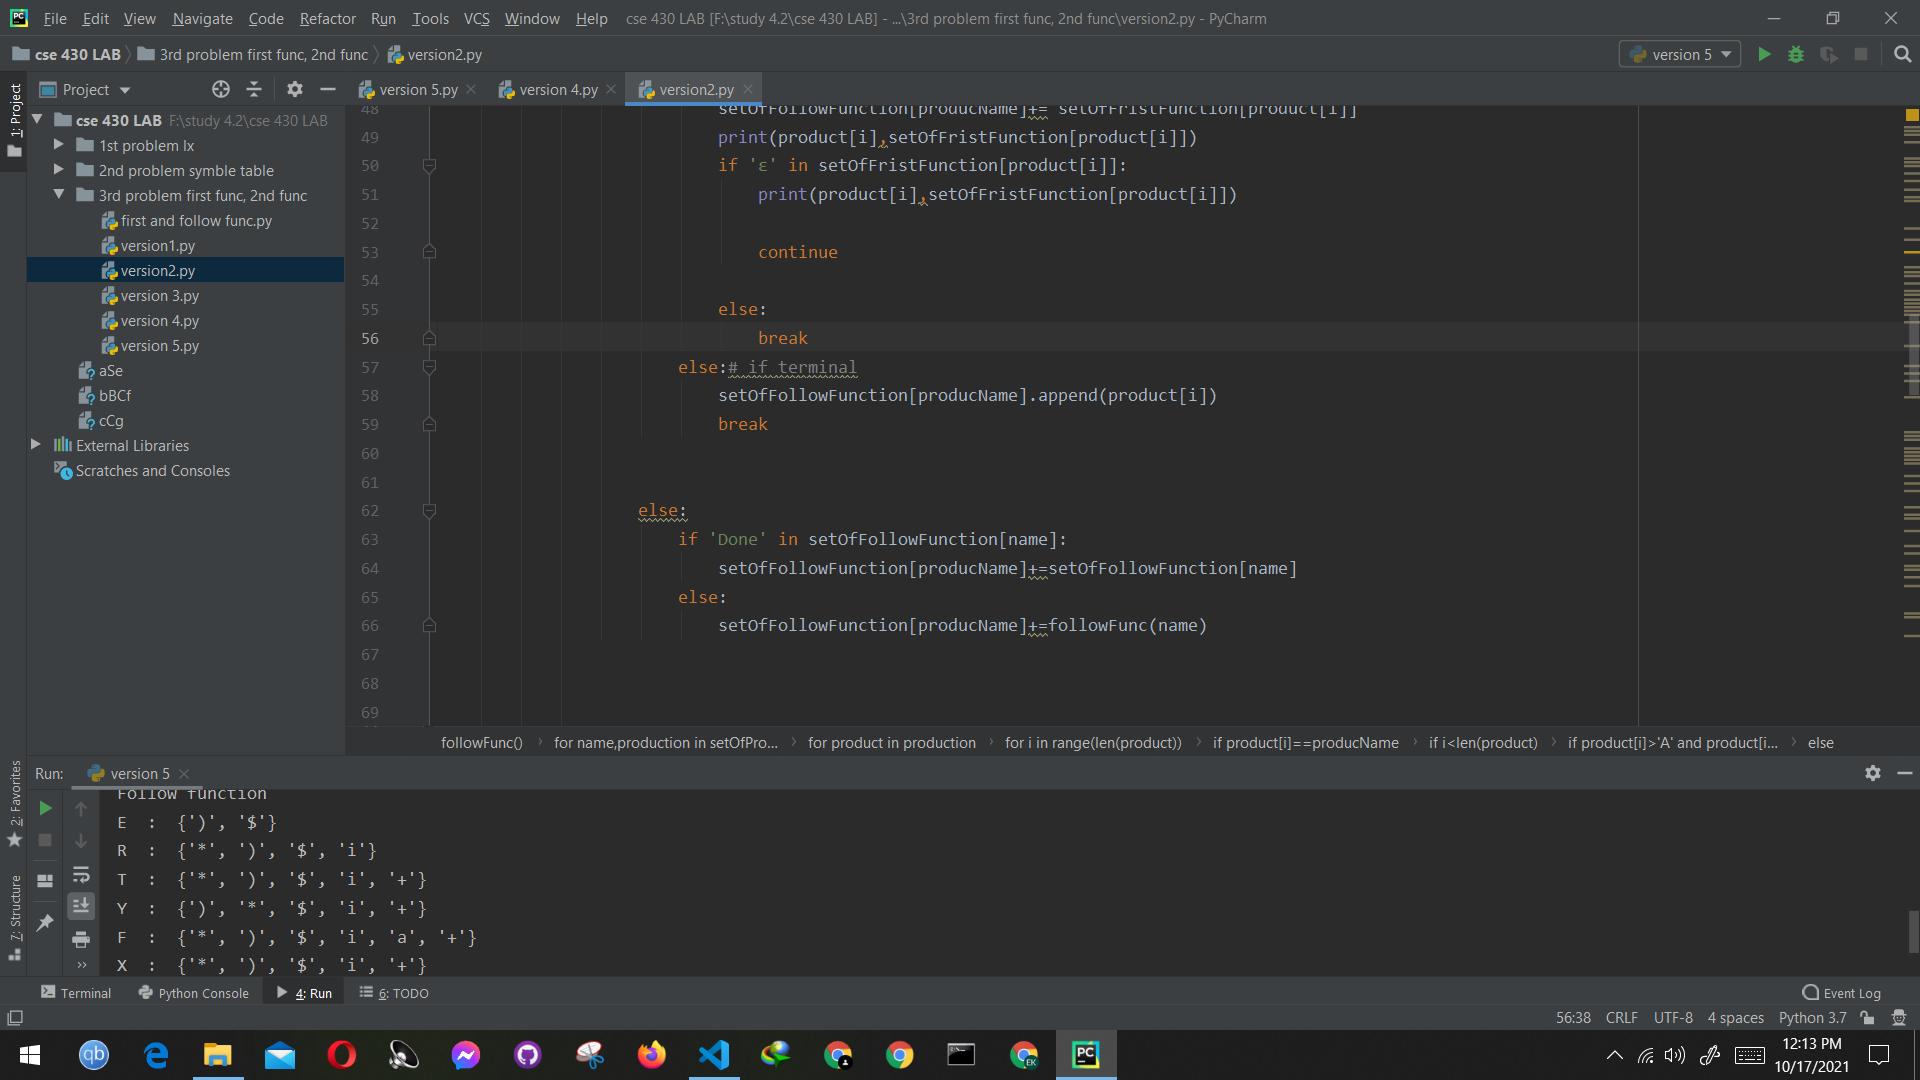 File Edit View Navigate Code Refactor Run Tools VCS Window Help cse 430 LAB [F:\study 4.2\cse 430 LAB] - ...\3rd problem first func, 2nd func\version2.py - PyCharm
cse 430 LAB 3rd problem first func, 2nd func version2.py version 5
Project version 5.py version 4.py version2.py
1: Project
cse 430 LAB F:\study 4.2\cse 430 LAB
1st problem lx
2nd problem symble table
3rd problem first func, 2nd func
first and follow func.py
version1.py
version2.py
version 3.py
version 4.py
version 5.py
aSe
bBCf
cCg
External Libraries
Scratches and Consoles
48 setOfFollowFunction[producName]+= setOfFristFunction[product[i]]
49 print(product[i],setOfFristFunction[product[i]])
50 if 'ε' in setOfFristFunction[product[i]]:
51 print(product[i],setOfFristFunction[product[i]])
52
53 continue
54
55 else:
56 break
57 else:# if terminal
58 setOfFollowFunction[producName].append(product[i])
59 break
60
61
62 else:
63 if 'Done' in setOfFollowFunction[name]:
64 setOfFollowFunction[producName]+=setOfFollowFunction[name]
65 else:
66 setOfFollowFunction[producName]+=followFunc(name)
67
68
69
followFunc() for name,production in setOfPro... for product in production for i in range(len(product)) if product[i]==producName if i<len(product) if product[i]>'A' and product[i... else
2: Favorites
7: Structure
Run: version 5
Follow function
E : {')', '$'}
R : {'*', ')', '$', 'i'}
T : {'*', ')', '$', 'i', '+'}
Y : {')', '*', '$', 'i', '+'}
F : {'*', ')', '$', 'i', 'a', '+'}
X : {'*', ')', '$', 'i', '+'}
Terminal Python Console 4: Run 6: TODO Event Log
56:38 CRLF UTF-8 4 spaces Python 3.7
12:13 PM
10/17/2021